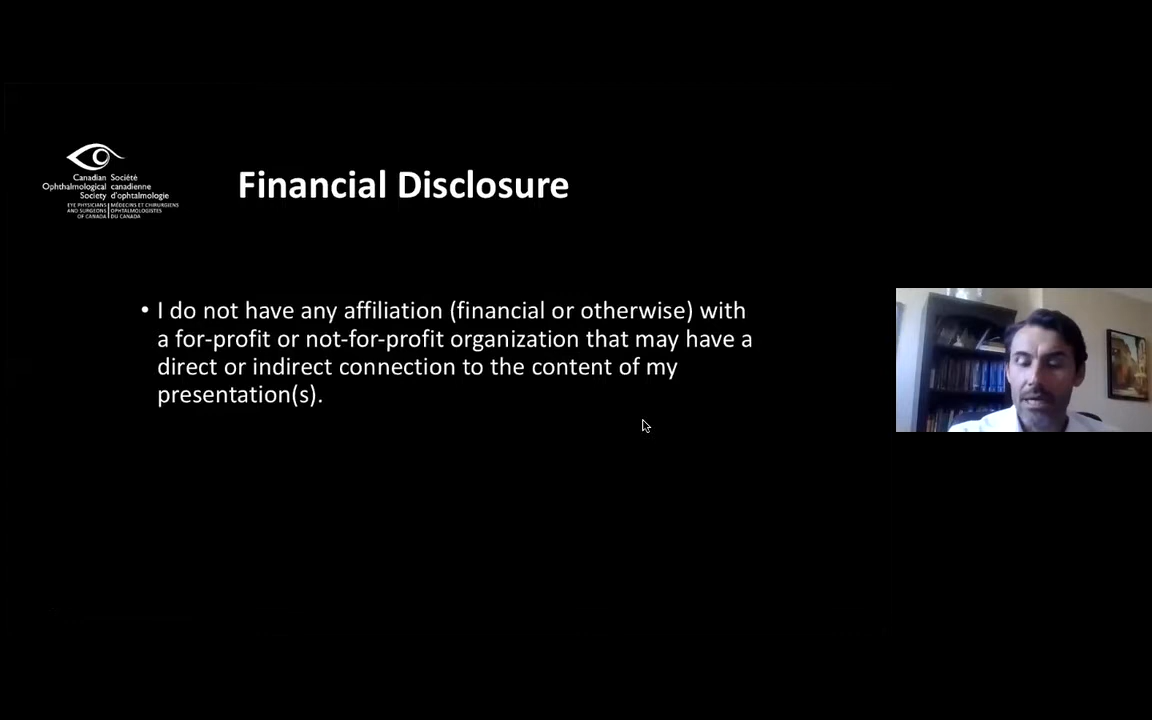 Canadian Société
Ophthalmological canadienne
Society d'ophtalmologie
EYE PHYSICIANS MÉDECINS ET CHIRURGIENS
AND SURGEONS OPHTALMOLOGISTES
OF CANADA DU CANADA
Financial Disclosure
• I do not have any affiliation (financial or otherwise) with
a for-profit or not-for-profit organization that may have a
direct or indirect connection to the content of my
presentation(s).